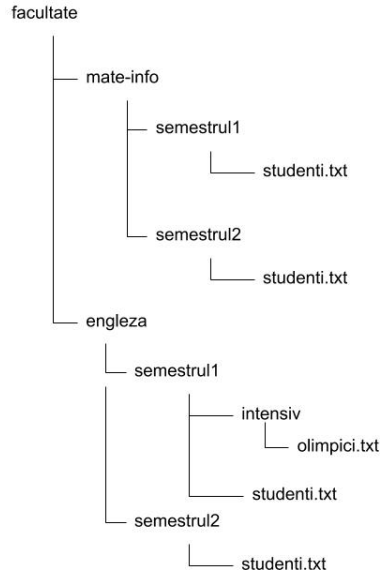 facultate
mate-info
semestrul1
studenti.txt
semestrul2
studenti.txt
engleza
semestrul1
intensiv
olimpici.txt
studenti.txt
semestrul2
studenti.txt